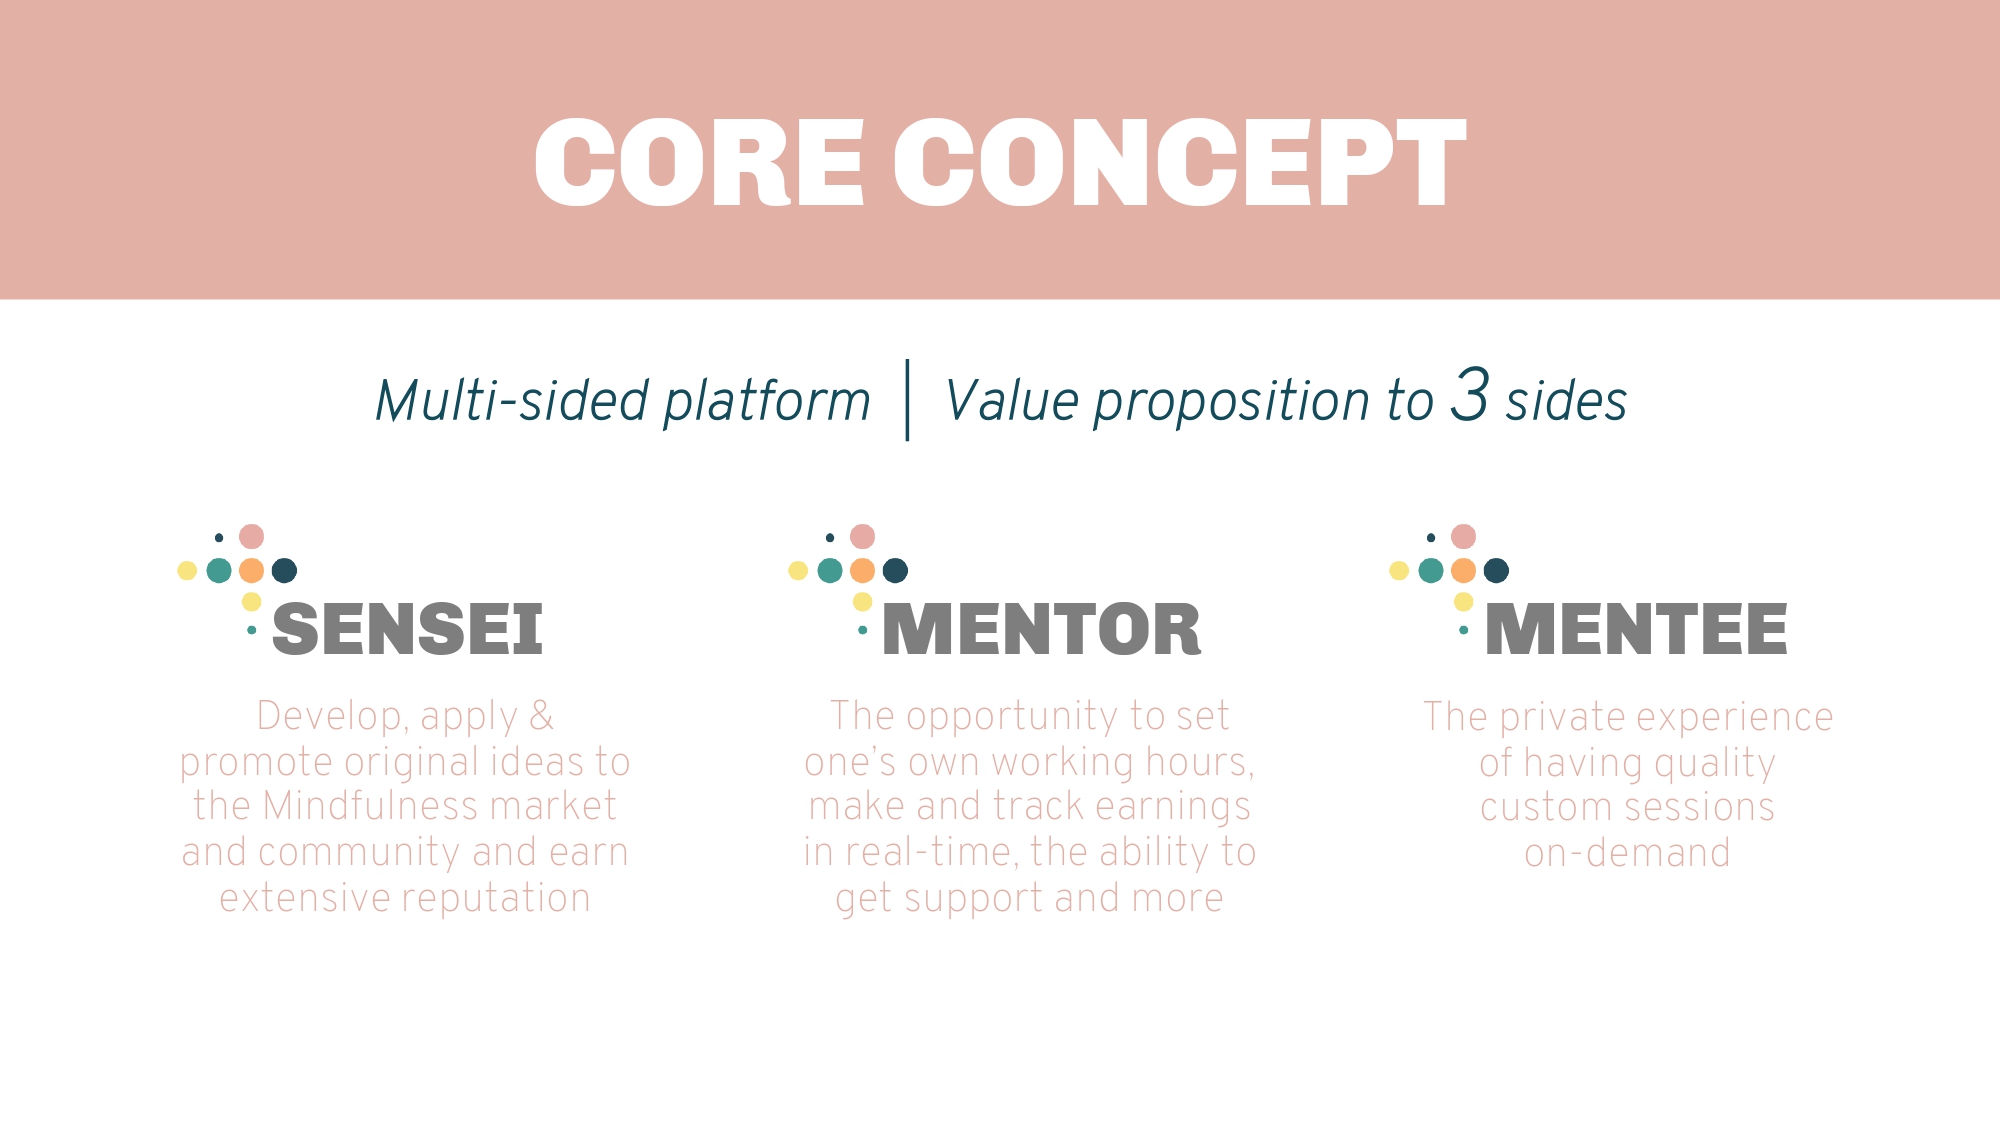 CORE CONCEPT
Multi-sided platform | Value proposition to 3 sides
SENSEI
Develop, apply &
promote original ideas to
the Mindfulness market
and community and earn
extensive reputation
MENTOR
The opportunity to set
one’s own working hours,
make and track earnings
in real-time, the ability to
get support and more
MENTEE
The private experience
of having quality
custom sessions
on-demand